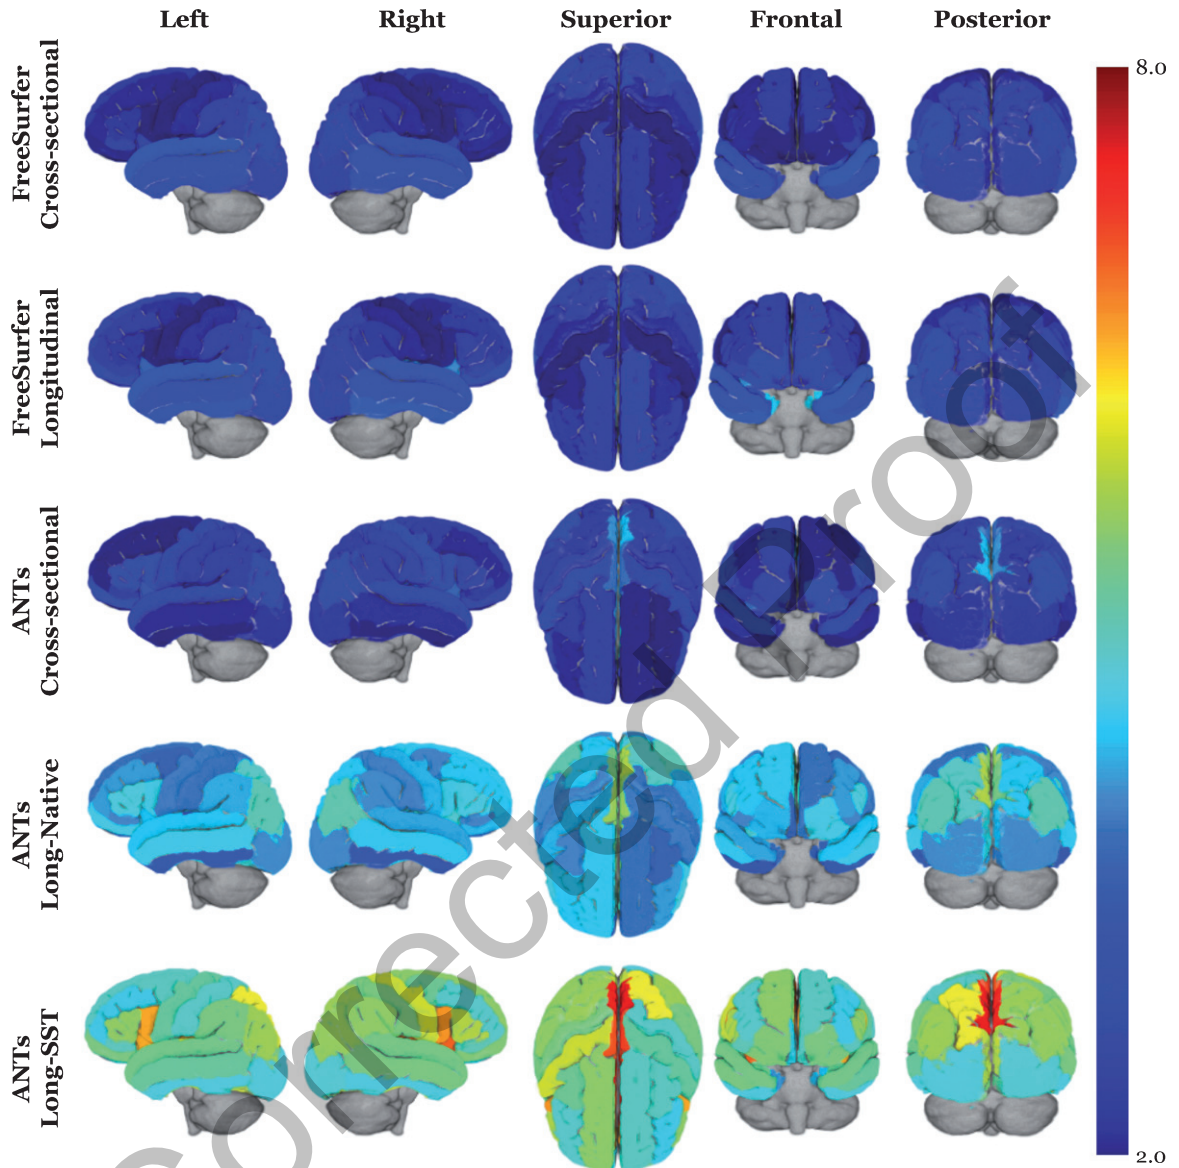 Left Right Superior Frontal Posterior
8.0
FreeSurfer
Cross-sectional
FreeSurfer
Longitudinal
ANTs
Cross-sectional
ANTs
Long-Native
ANTs
Long-SST
2.0
Corrected Proof